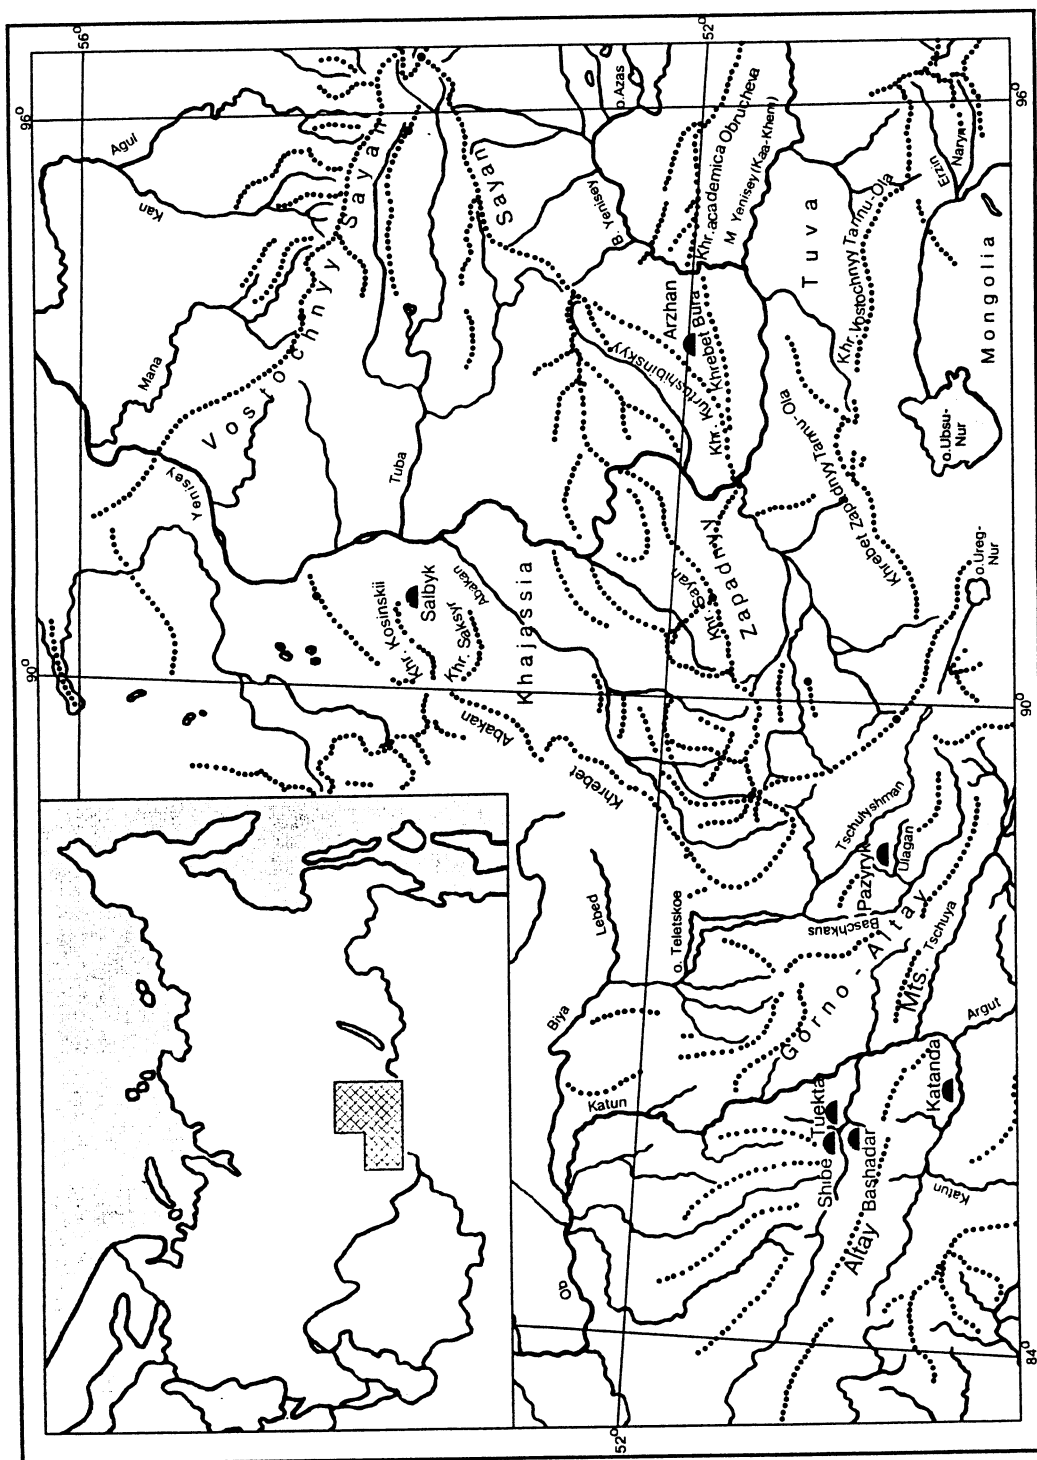 56°
52°
96°
96°
90°
90°
84°
52°
Agul
Kan
Mana
Vostochnyy Sayan
Sayan
o.Azas
B. Yenisey
Khr. academica Obrucheva
M Yenisey (Kaa-Khem)
Erzin
Naryn
Tuva
Khr Vostochnyy Tannu-Ola
Mongolia
Arzhan
Khrebet Bura
Khr. Kurtushibinskyy
Khrebet Zapadnyy Tannu-Ola
o.Ubsu-
Nur
Yenisey
Tuba
Salbyk
Khr Kosinskii
Khr. Saksyr
Abakan
Khajassia
Khr. Sayan
Zapadnyy
o.Ureg-
Nur
Khrebet Abakan
Lebed
o. Teletskoe
Tschulyshman
Pazyryk
Ulagan
Baschkaus
Gorno-Altay
Mts.
Tschuya
Biya
Katun
Argut
Tuekta
Shibe
Bashadar
Katanda
Katun
Altay
Ob